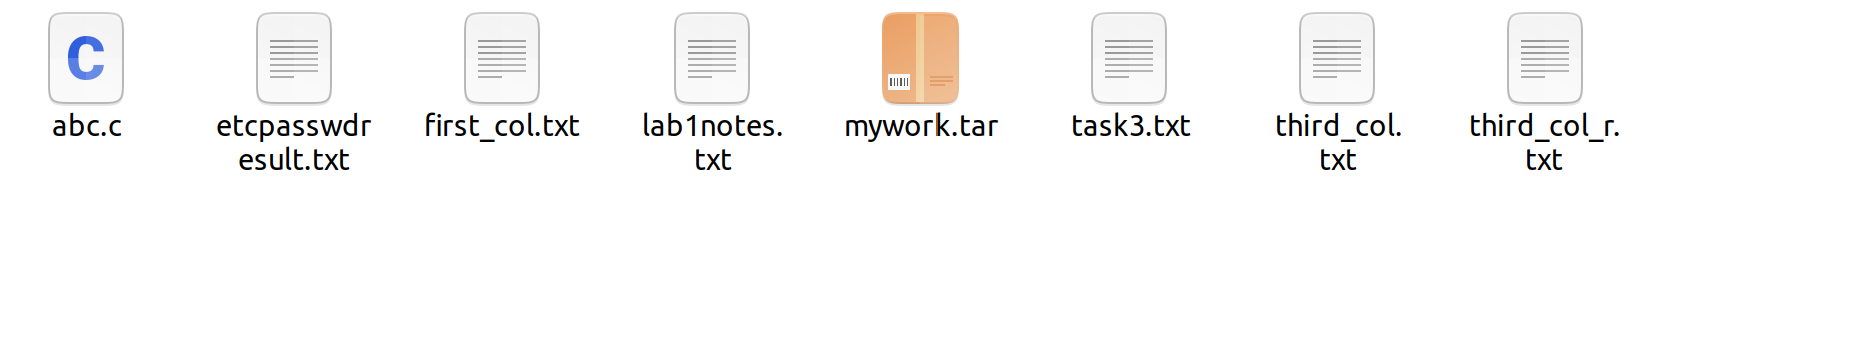 abc.c
etcpasswdr
esult.txt
first_col.txt
lab1notes.
txt
mywork.tar
task3.txt
third_col.
txt
third_col_r.
txt